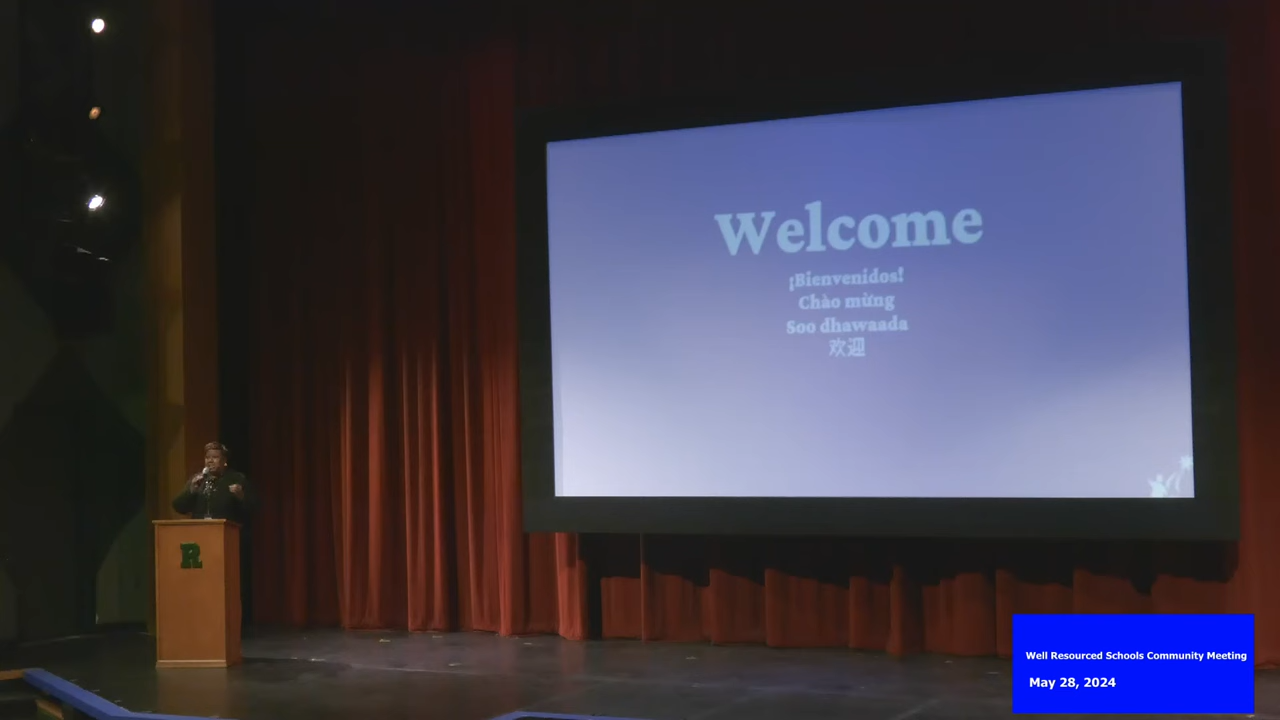 Welcome
¡Bienvenidos!
Chào mừng
Soo dhawaada
欢迎
R
Well Resourced Schools Community Meeting
May 28, 2024